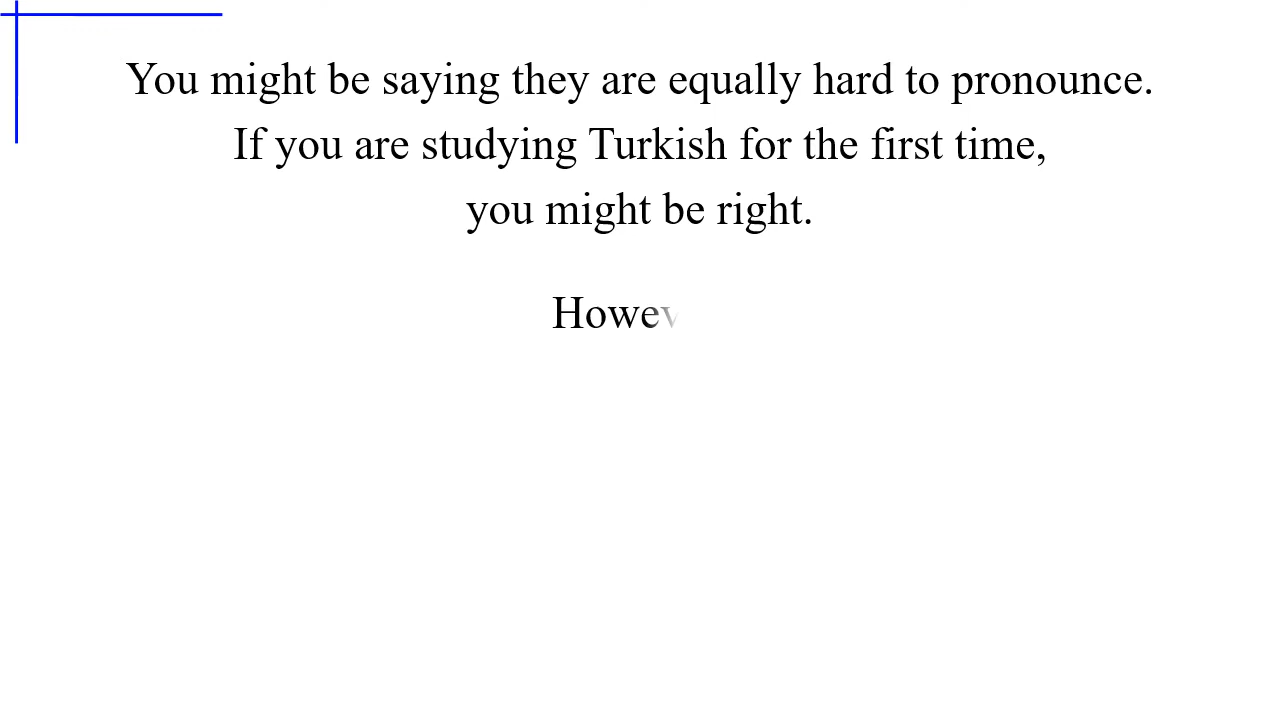 You might be saying they are equally hard to pronounce.
If you are studying Turkish for the first time,
you might be right.
Howev